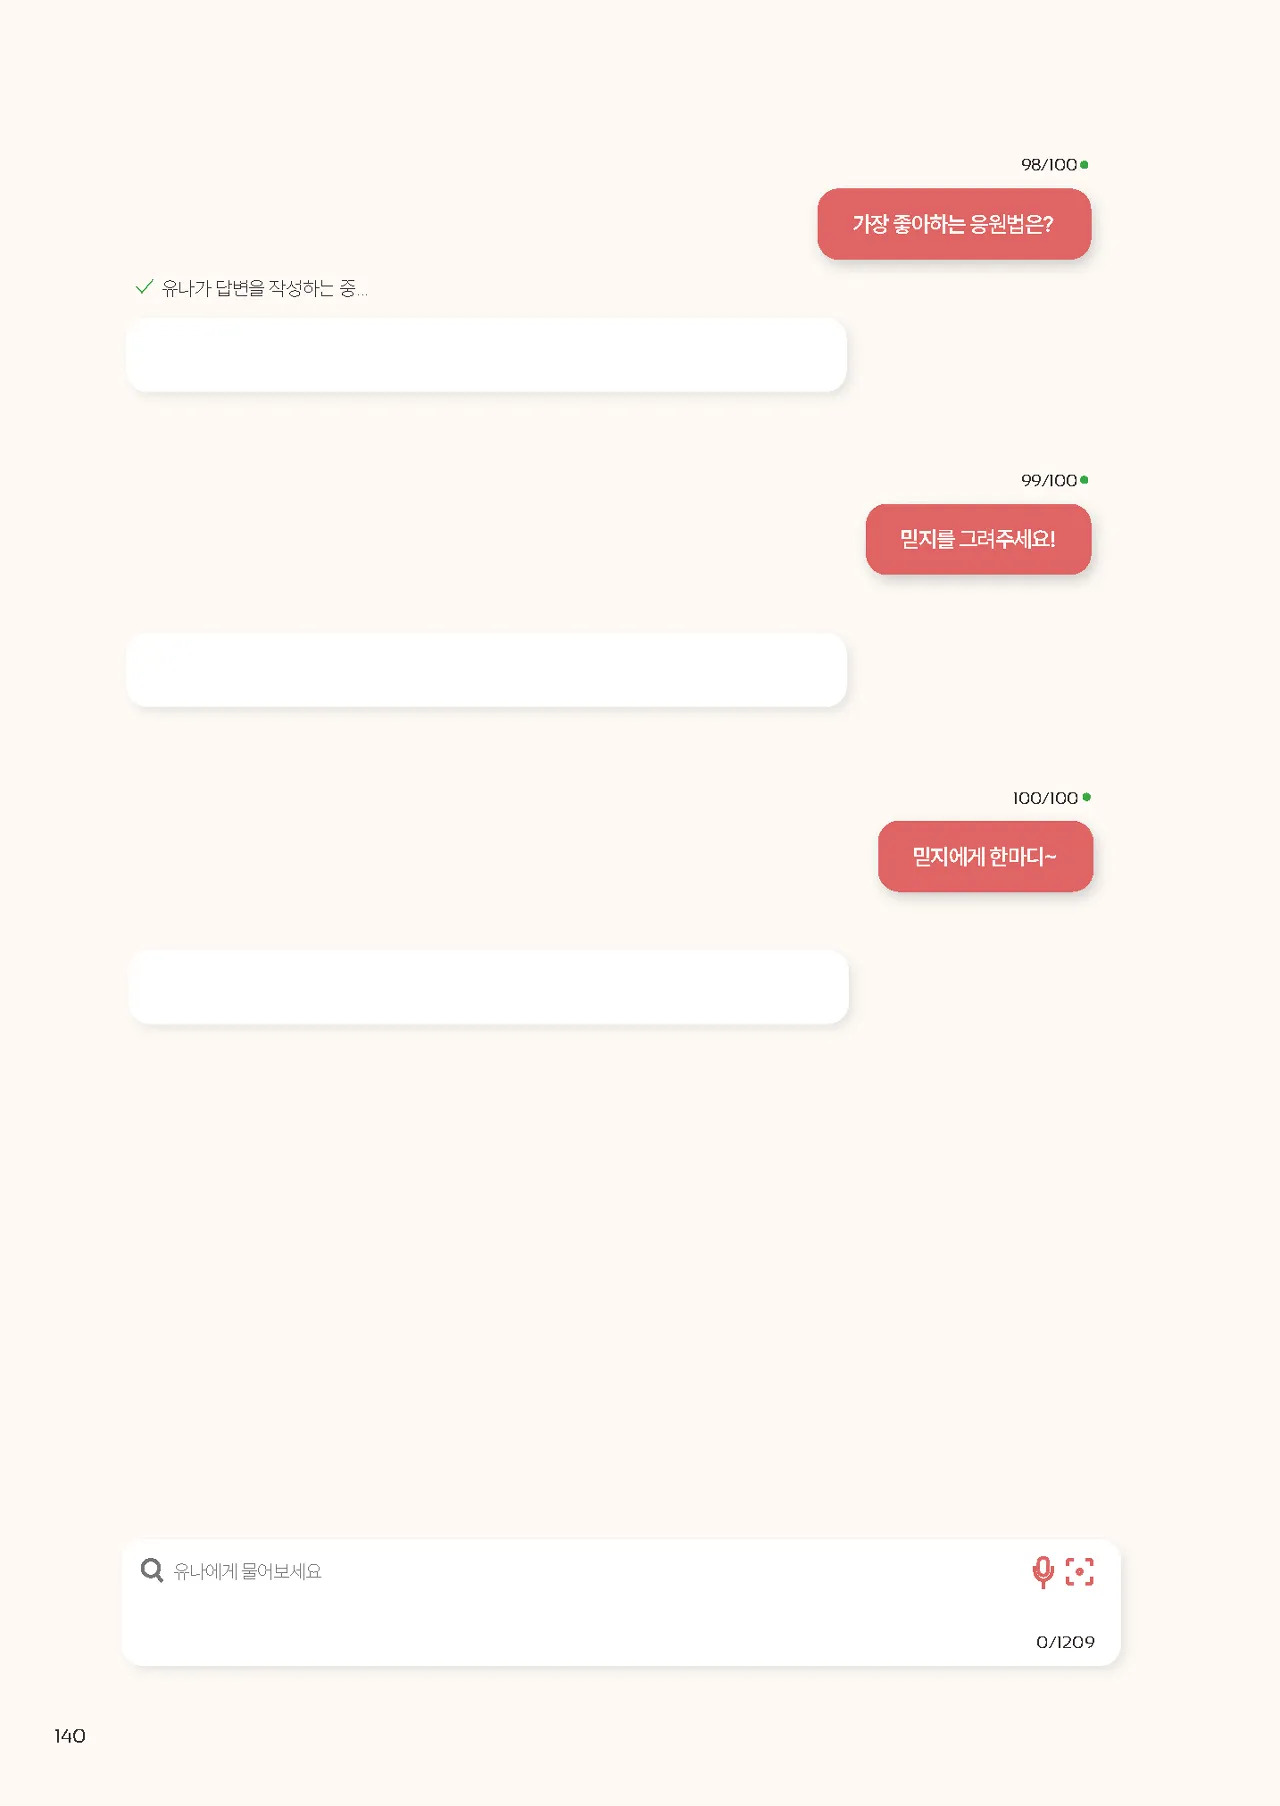 98/100
가장 좋아하는 응원법은?
유나가 답변을 작성하는 중...
99/100
믿지를 그려주세요!
100/100
믿지에게 한마디~
유나에게 물어보세요
0/1209
140